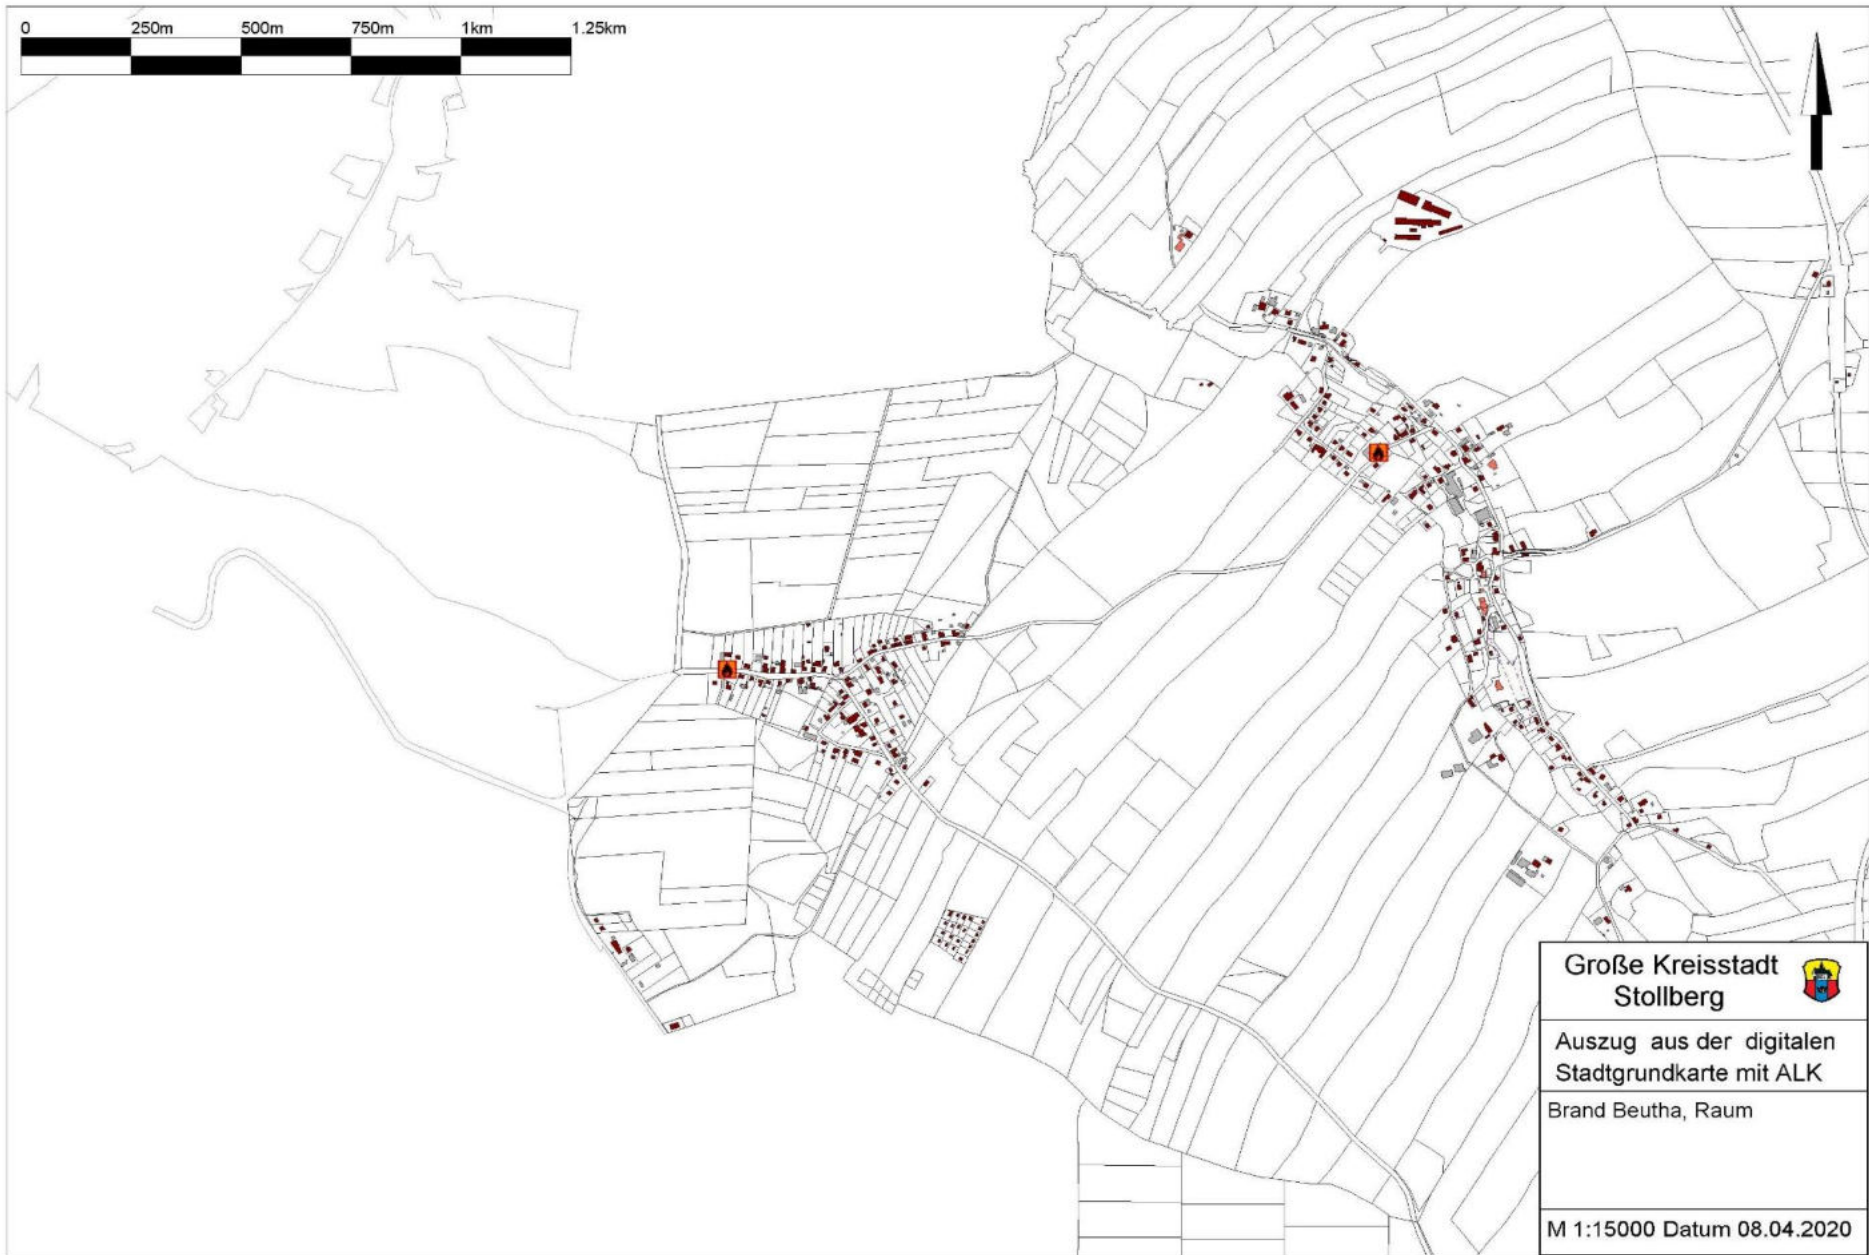 0 250m 500m 750m 1km 1.25km
Große Kreisstadt
Stollberg
Auszug aus der digitalen
Stadtgrundkarte mit ALK
Brand Beutha, Raum
M 1:15000 Datum 08.04.2020